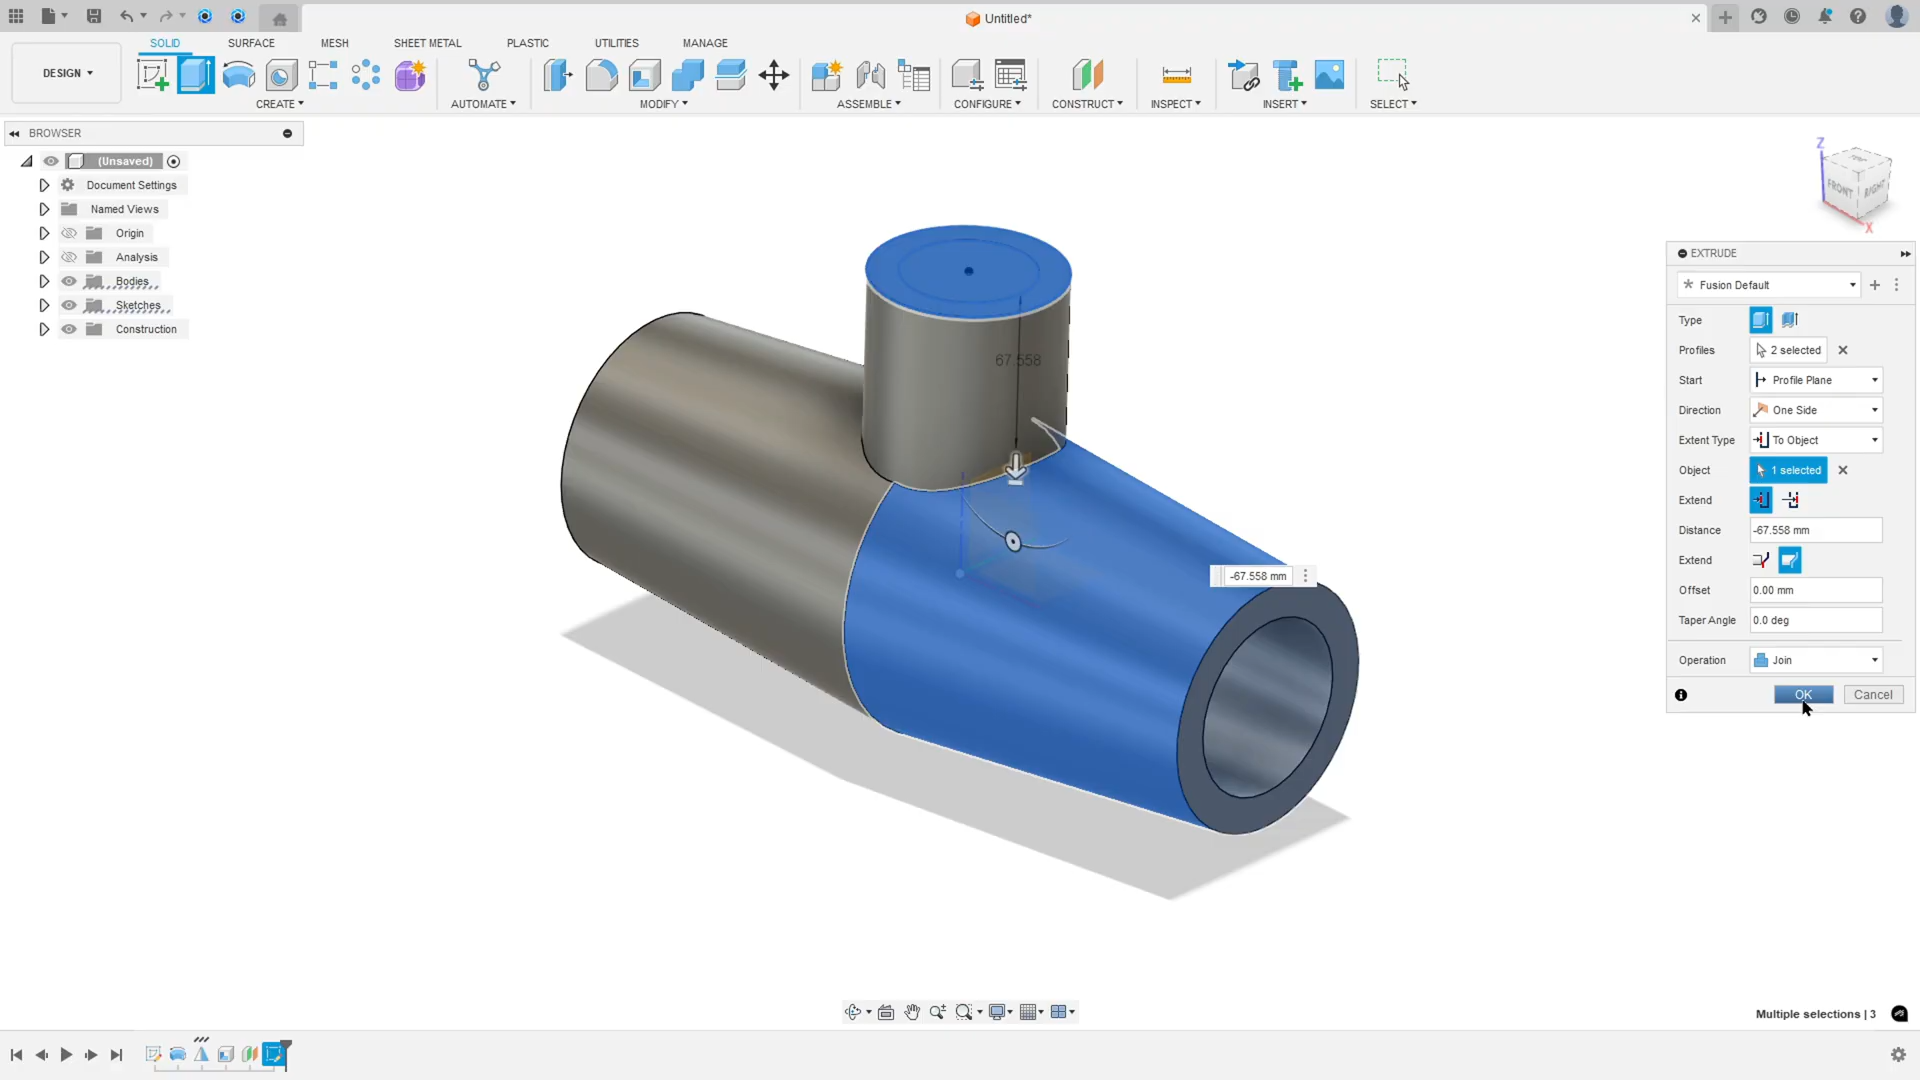 Untitled*
SOLID SURFACE MESH SHEET METAL PLASTIC UTILITIES MANAGE
DESIGN
CREATE AUTOMATE MODIFY ASSEMBLE CONFIGURE CONSTRUCT INSPECT INSERT SELECT
BROWSER
(Unsaved)
Document Settings
Named Views
Origin
Analysis
Bodies
Sketches
Construction
Z
TOP
FRONT
RIGHT
X
67.558
-67.558 mm
EXTRUDE
Fusion Default
Type
Profiles 2 selected
Start Profile Plane
Direction One Side
Extent Type To Object
Object 1 selected
Extend
Distance -67.558 mm
Extend
Offset 0.00 mm
Taper Angle 0.0 deg
Operation Join
OK Cancel
Multiple selections | 3